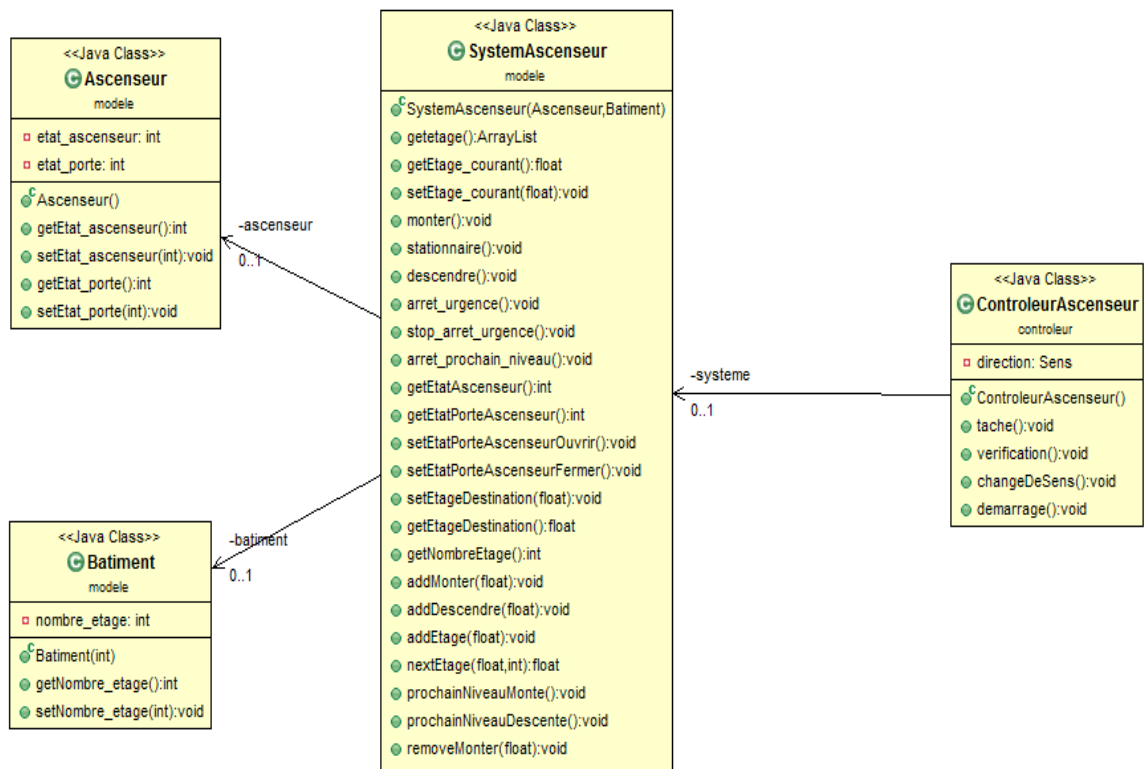 <<Java Class>>
Ascenseur
modele
etat_ascenseur: int
etat_porte: int
Ascenseur()
getEtat_ascenseur():int
setEtat_ascenseur(int):void
getEtat_porte():int
setEtat_porte(int):void
-ascenseur
0..1
<<Java Class>>
Batiment
modele
nombre_etage: int
Batiment(int)
getNombre_etage():int
setNombre_etage(int):void
-batiment
0..1
<<Java Class>>
SystemAscenseur
modele
SystemAscenseur(Ascenseur,Batiment)
getetage():ArrayList
getEtage_courant():float
setEtage_courant(float):void
monter():void
stationnaire():void
descendre():void
arret_urgence():void
stop_arret_urgence():void
arret_prochain_niveau():void
getEtatAscenseur():int
getEtatPorteAscenseur():int
setEtatPorteAscenseurOuvrir():void
setEtatPorteAscenseurFermer():void
setEtageDestination(float):void
getEtageDestination():float
getNombreEtage():int
addMonter(float):void
addDescendre(float):void
addEtage(float):void
nextEtage(float,int):float
prochainNiveauMonte():void
prochainNiveauDescente():void
removeMonter(float):void
-systeme
0..1
<<Java Class>>
ControleurAscenseur
controleur
direction: Sens
ControleurAscenseur()
tache():void
verification():void
changeDeSens():void
demarrage():void